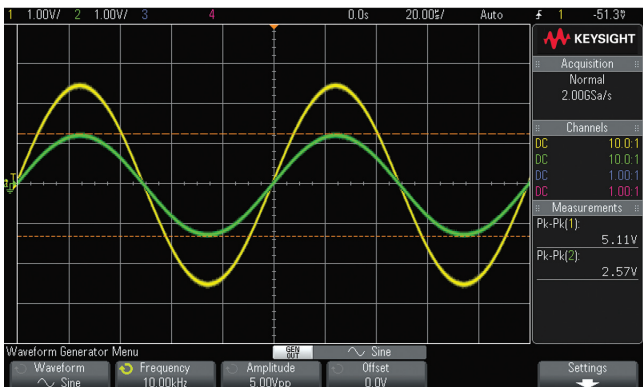 1 1.00V/ 2 1.00V/ 3 4 0.0s 20.00㎲/ Auto 1 -51.3
KEYSIGHT
Acquisition
Normal
2.00GSa/s
Channels
DC 10.0:1
DC 10.0:1
DC 1.00:1
DC 1.00:1
Measurements
Pk-Pk(1):
5.11V
Pk-Pk(2):
2.57V
Waveform Generator Menu
GEN OUT
Sine
Waveform
Sine
Frequency
10.00kHz
Amplitude
5.00Vpp
Offset
0.0V
Settings